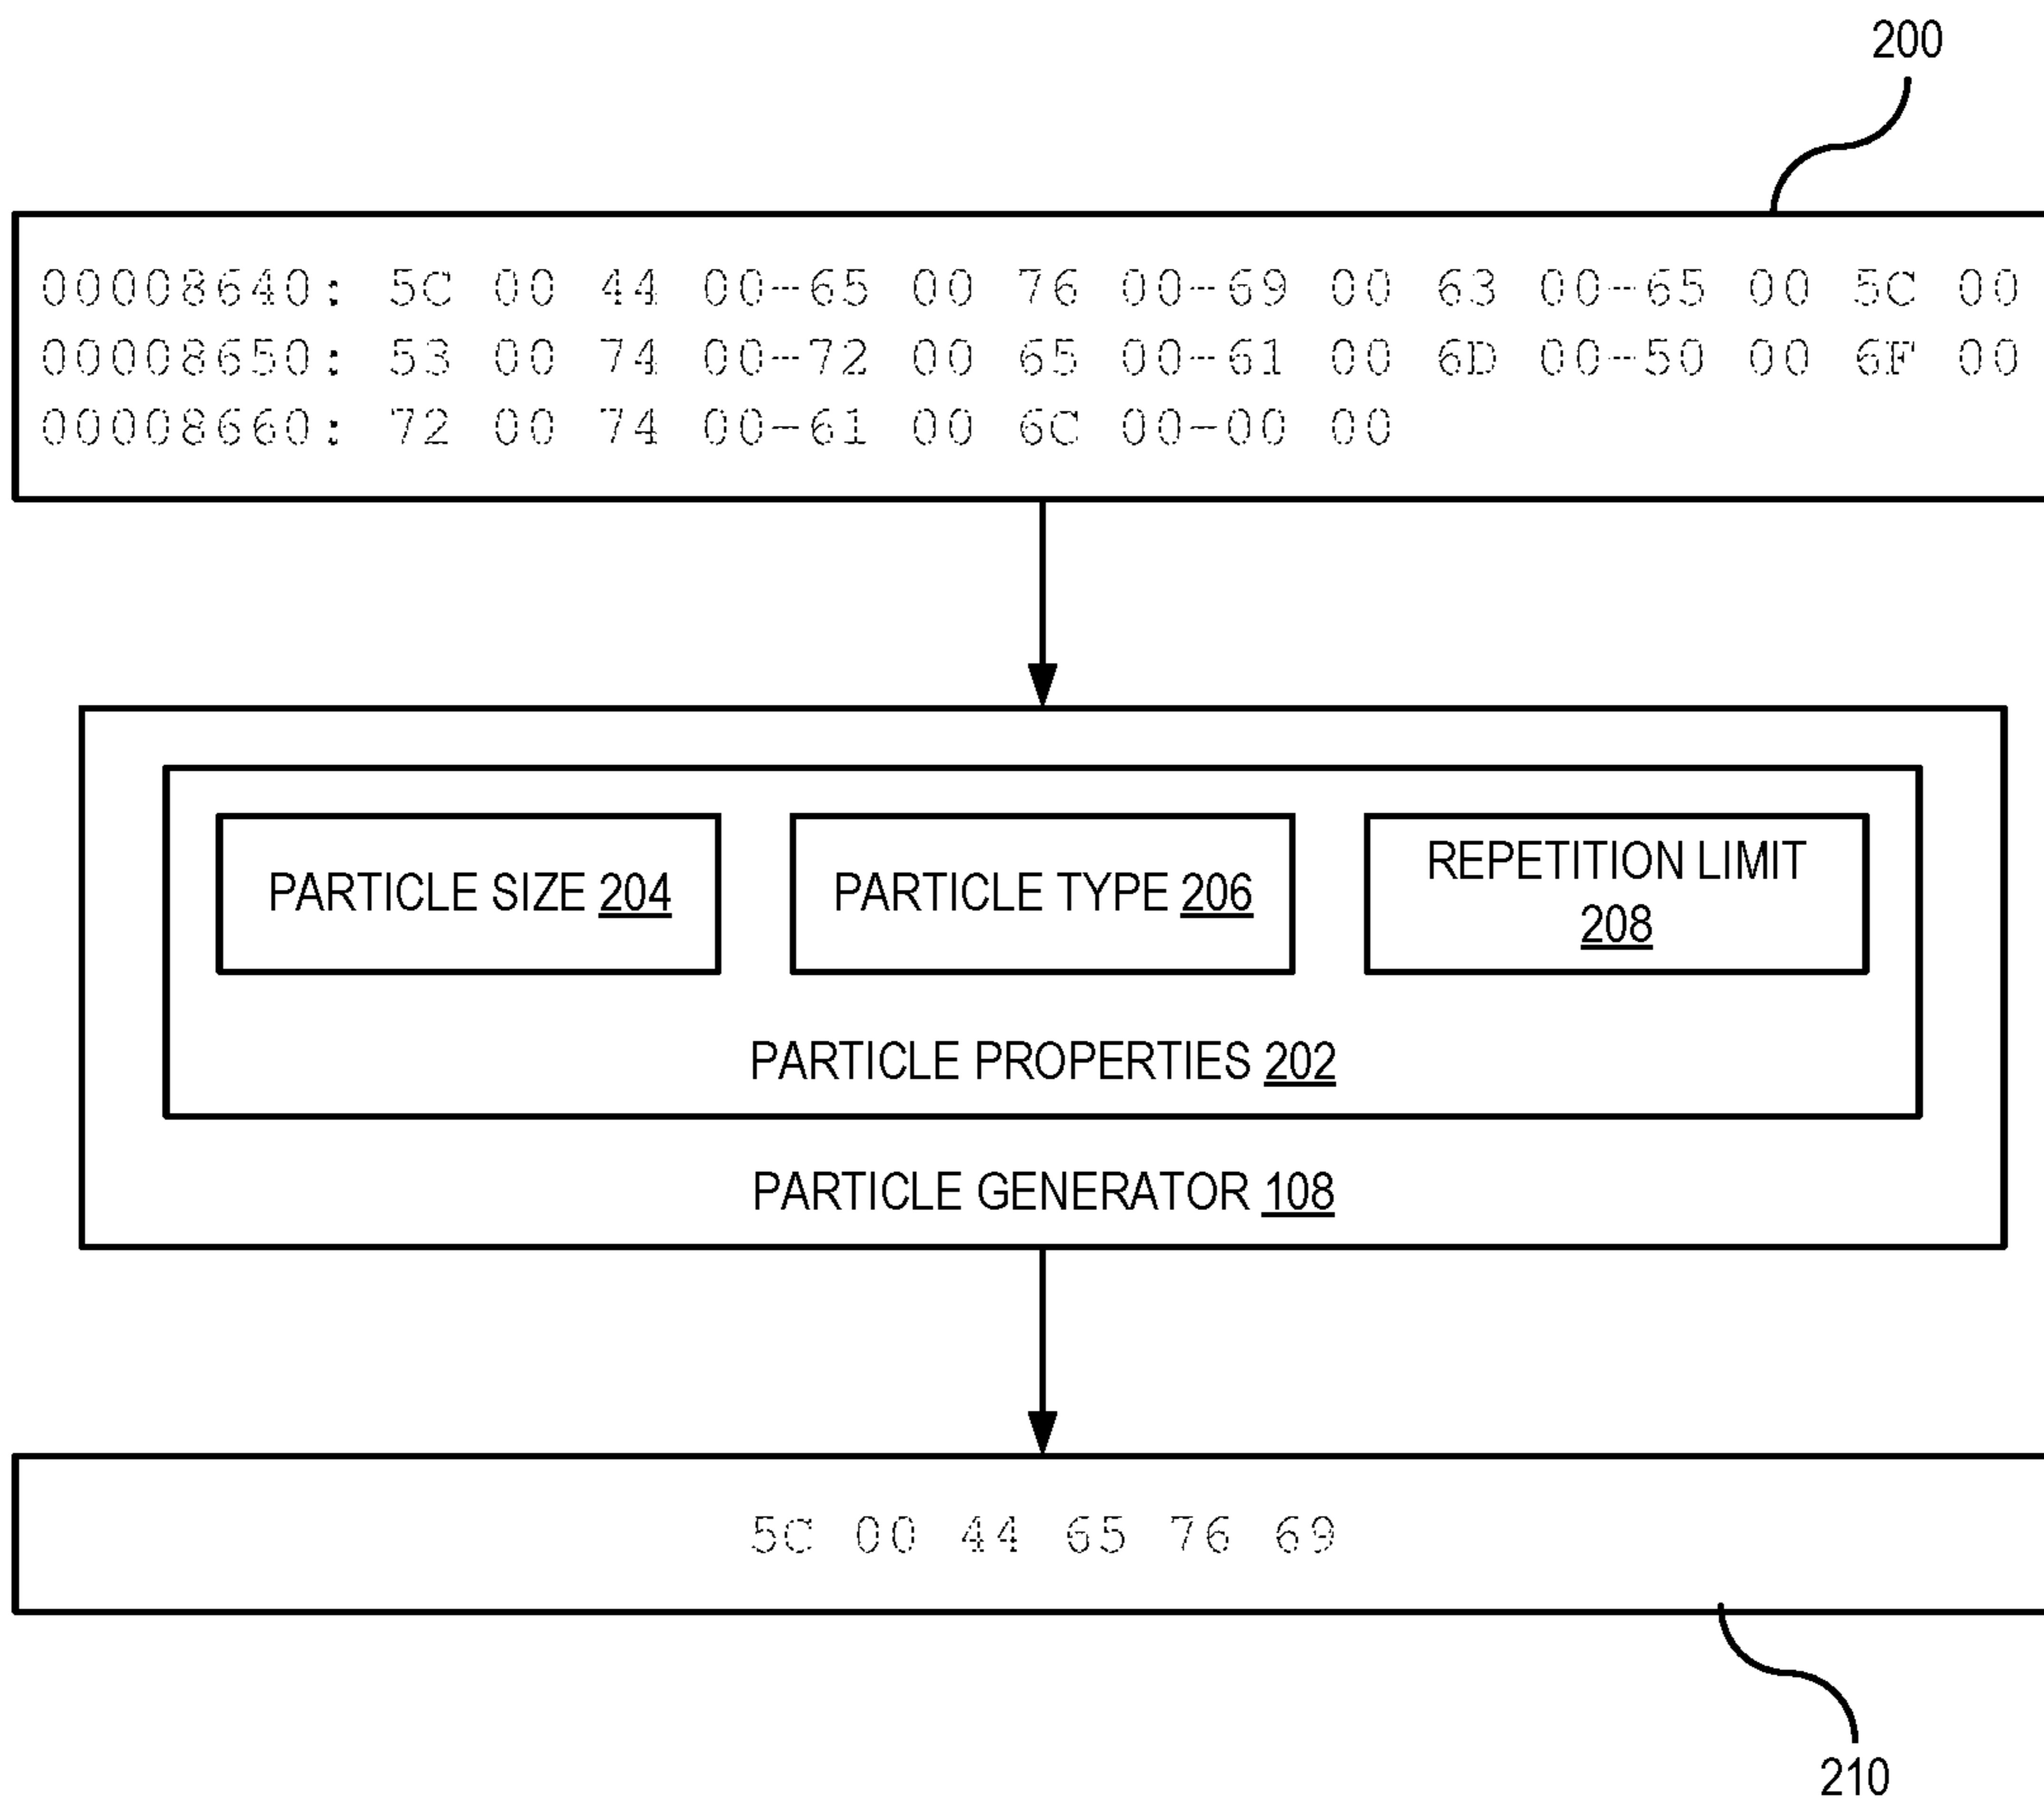 200
00008640: 5C 00 44 00-65 00 76 00-69 00 63 00-65 00 5C 00
00008650: 53 00 74 00-72 00 65 00-61 00 6D 00-50 00 6F 00
00008660: 72 00 74 00-61 00 6C 00-00 00
PARTICLE SIZE 204
PARTICLE TYPE 206
REPETITION LIMIT
208
PARTICLE PROPERTIES 202
PARTICLE GENERATOR 108
5C 00 44 65 76 69
210